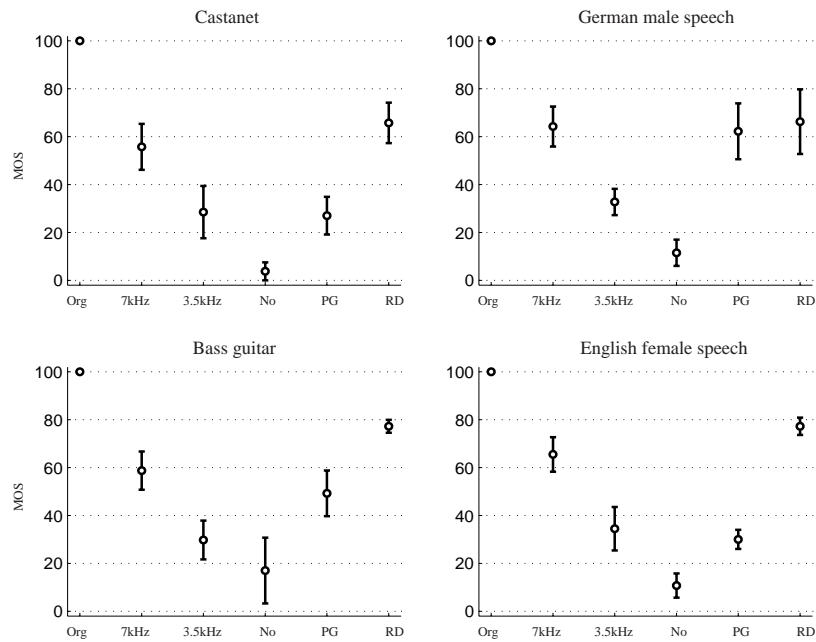 Castanet
100
80
60
40
20
0
MOS
Org 7kHz 3.5kHz No PG RD
German male speech
100
80
60
40
20
0
Org 7kHz 3.5kHz No PG RD
Bass guitar
100
80
60
40
20
0
MOS
Org 7kHz 3.5kHz No PG RD
English female speech
100
80
60
40
20
0
Org 7kHz 3.5kHz No PG RD